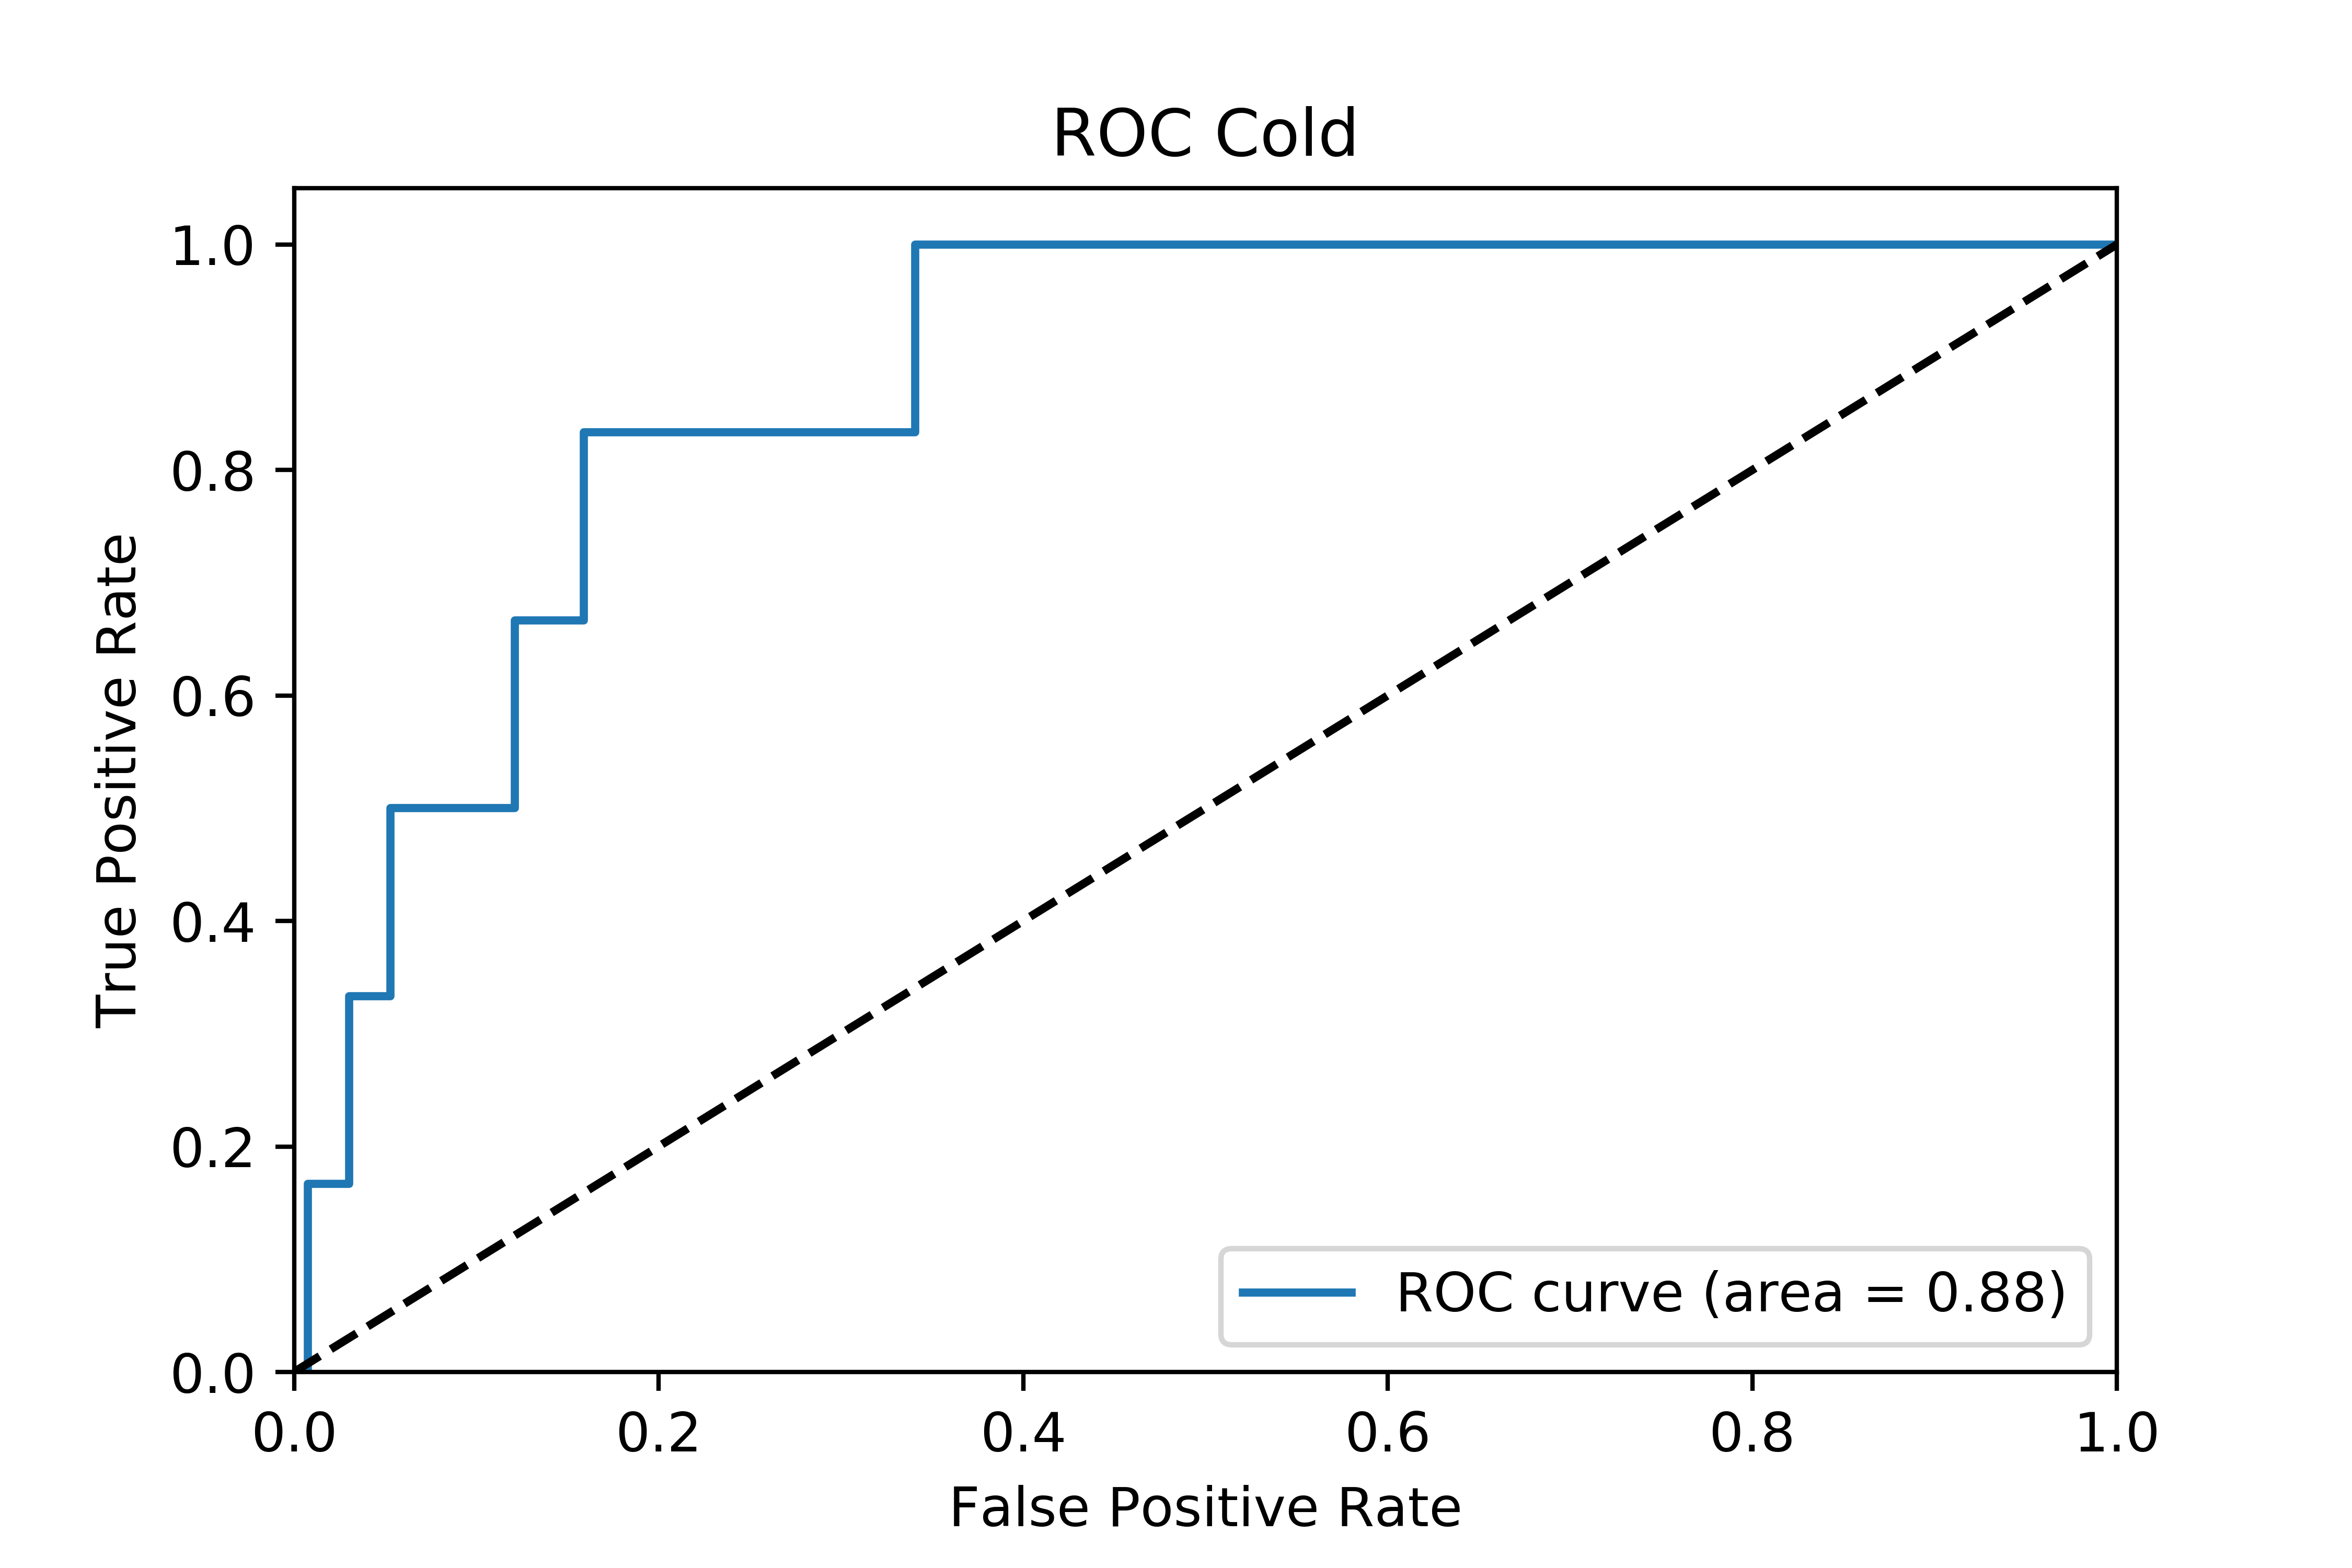 ROC Cold
1.0
0.8
0.6
0.4
0.2
0.0
True Positive Rate
ROC curve (area = 0.88)
0.0 0.2 0.4 0.6 0.8 1.0
False Positive Rate